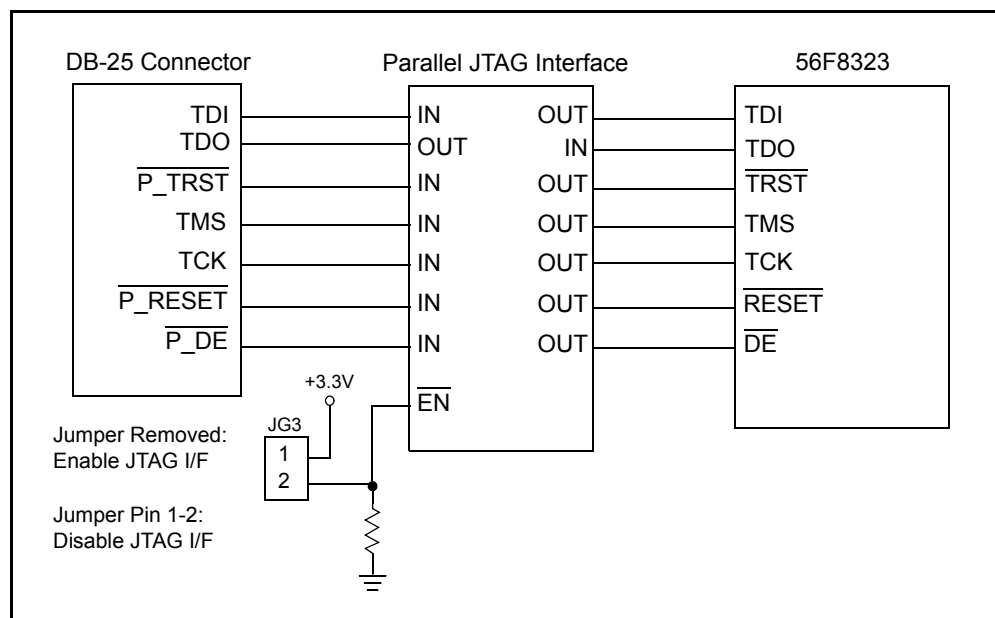 DB-25 Connector
Parallel JTAG Interface
56F8323
TDI
IN
OUT
TDI
TDO
OUT
IN
TDO
P_TRST
IN
OUT
TRST
TMS
IN
OUT
TMS
TCK
IN
OUT
TCK
P_RESET
IN
OUT
RESET
P_DE
IN
OUT
DE
EN
+3.3V
JG3
1
2
Jumper Removed:
Enable JTAG I/F
Jumper Pin 1-2:
Disable JTAG I/F